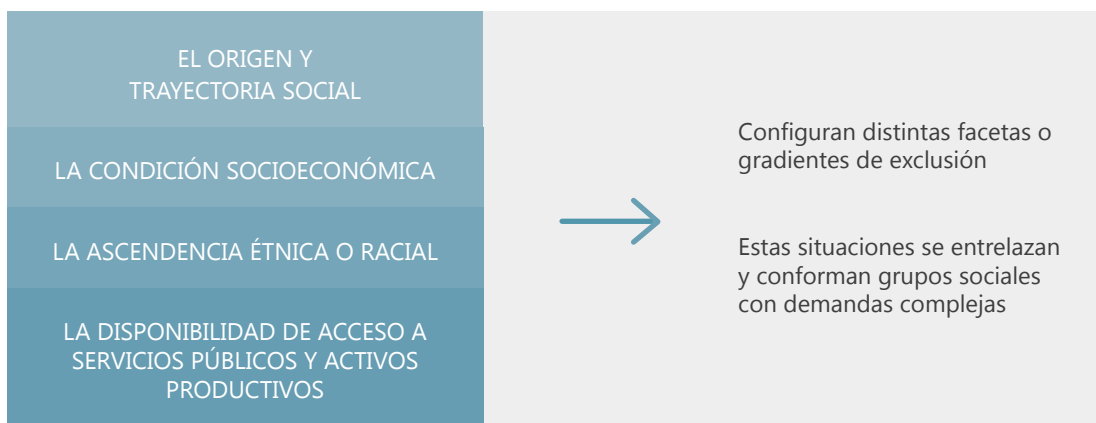 EL ORIGEN Y
TRAYECTORIA SOCIAL
LA CONDICIÓN SOCIOECONÓMICA
LA ASCENDENCIA ÉTNICA O RACIAL
LA DISPONIBILIDAD DE ACCESO A
SERVICIOS PÚBLICOS Y ACTIVOS
PRODUCTIVOS
Configuran distintas facetas o
gradientes de exclusión
Estas situaciones se entrelazan
y conforman grupos sociales
con demandas complejas